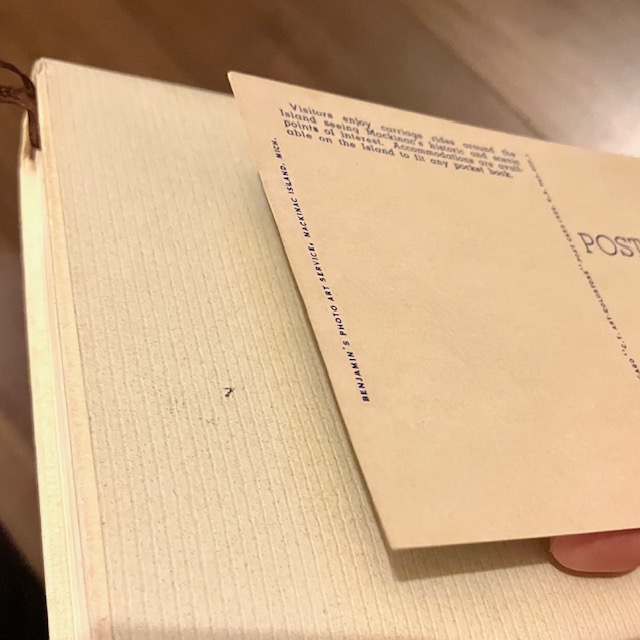 Visitors enjoy carriage rides around the
Island seeing Mackinac's historic and scenic
points of interest. Accommodations are avail-
able on the Island to fit any pocket book.
BENJAMIN'S PHOTO ART SERVICE, MACKINAC ISLAND, MICH.
POST